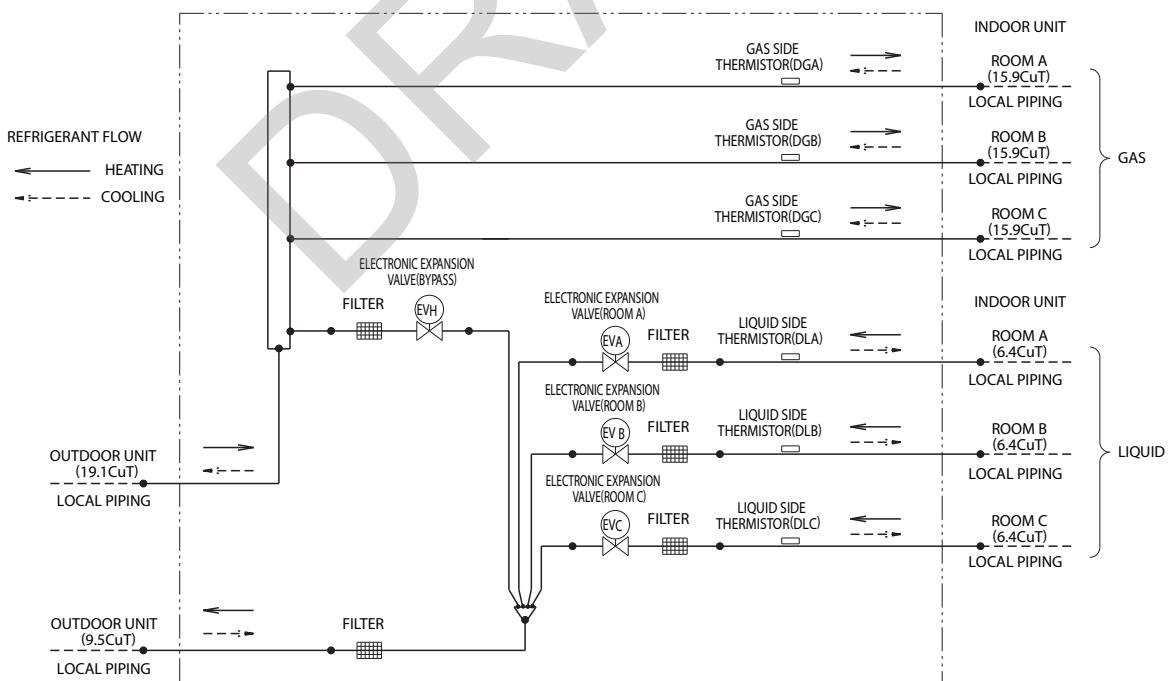 DRA
INDOOR UNIT
GAS SIDE
THERMISTOR(DGA)
ROOM A
(15.9CuT)
LOCAL PIPING
REFRIGERANT FLOW
HEATING
COOLING
GAS SIDE
THERMISTOR(DGB)
ROOM B
(15.9CuT)
LOCAL PIPING
GAS
GAS SIDE
THERMISTOR(DGC)
ROOM C
(15.9CuT)
LOCAL PIPING
ELECTRONIC EXPANSION
VALVE(BYPASS)
FILTER
EVH
INDOOR UNIT
ELECTRONIC EXPANSION
VALVE(ROOM A)
EVA
FILTER
LIQUID SIDE
THERMISTOR(DLA)
ROOM A
(6.4CuT)
LOCAL PIPING
ELECTRONIC EXPANSION
VALVE(ROOM B)
EV B
FILTER
LIQUID SIDE
THERMISTOR(DLB)
ROOM B
(6.4CuT)
LOCAL PIPING
LIQUID
OUTDOOR UNIT
(19.1CuT)
LOCAL PIPING
ELECTRONIC EXPANSION
VALVE(ROOM C)
EVC
FILTER
LIQUID SIDE
THERMISTOR(DLC)
ROOM C
(6.4CuT)
LOCAL PIPING
OUTDOOR UNIT
(9.5CuT)
LOCAL PIPING
FILTER